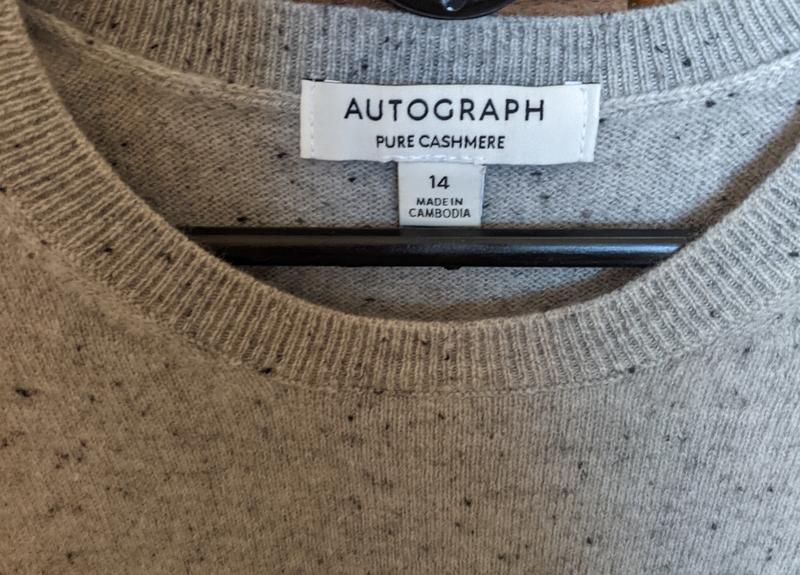 AUTOGRAPH
PURE CASHMERE
14
MADE IN
CAMBODIA